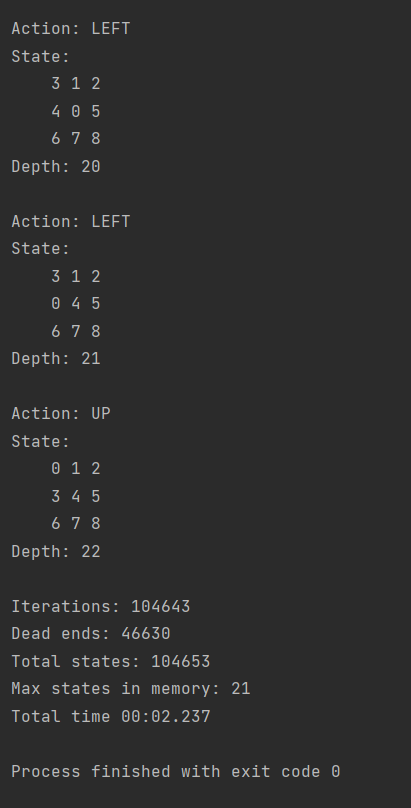 Action: LEFT
State:
3 1 2
4 0 5
6 7 8
Depth: 20
Action: LEFT
State:
3 1 2
0 4 5
6 7 8
Depth: 21
Action: UP
State:
0 1 2
3 4 5
6 7 8
Depth: 22
Iterations: 104643
Dead ends: 46630
Total states: 104653
Max states in memory: 21
Total time 00:02.237
Process finished with exit code 0